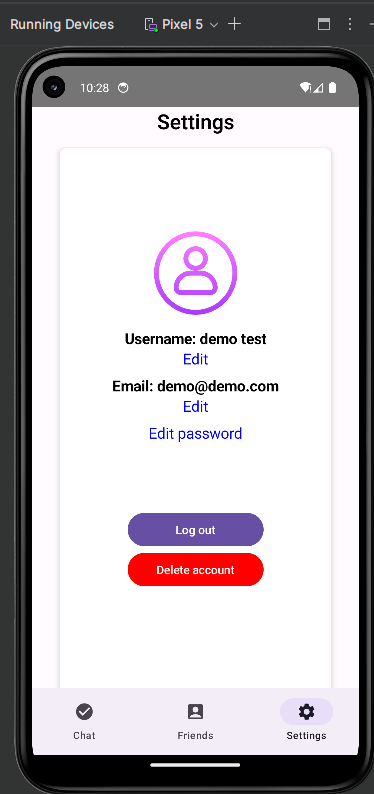 Running Devices
Pixel 5
10:28
Settings
Username: demo test
Edit
Email: demo@demo.com
Edit
Edit password
Log out
Delete account
Chat
Friends
Settings